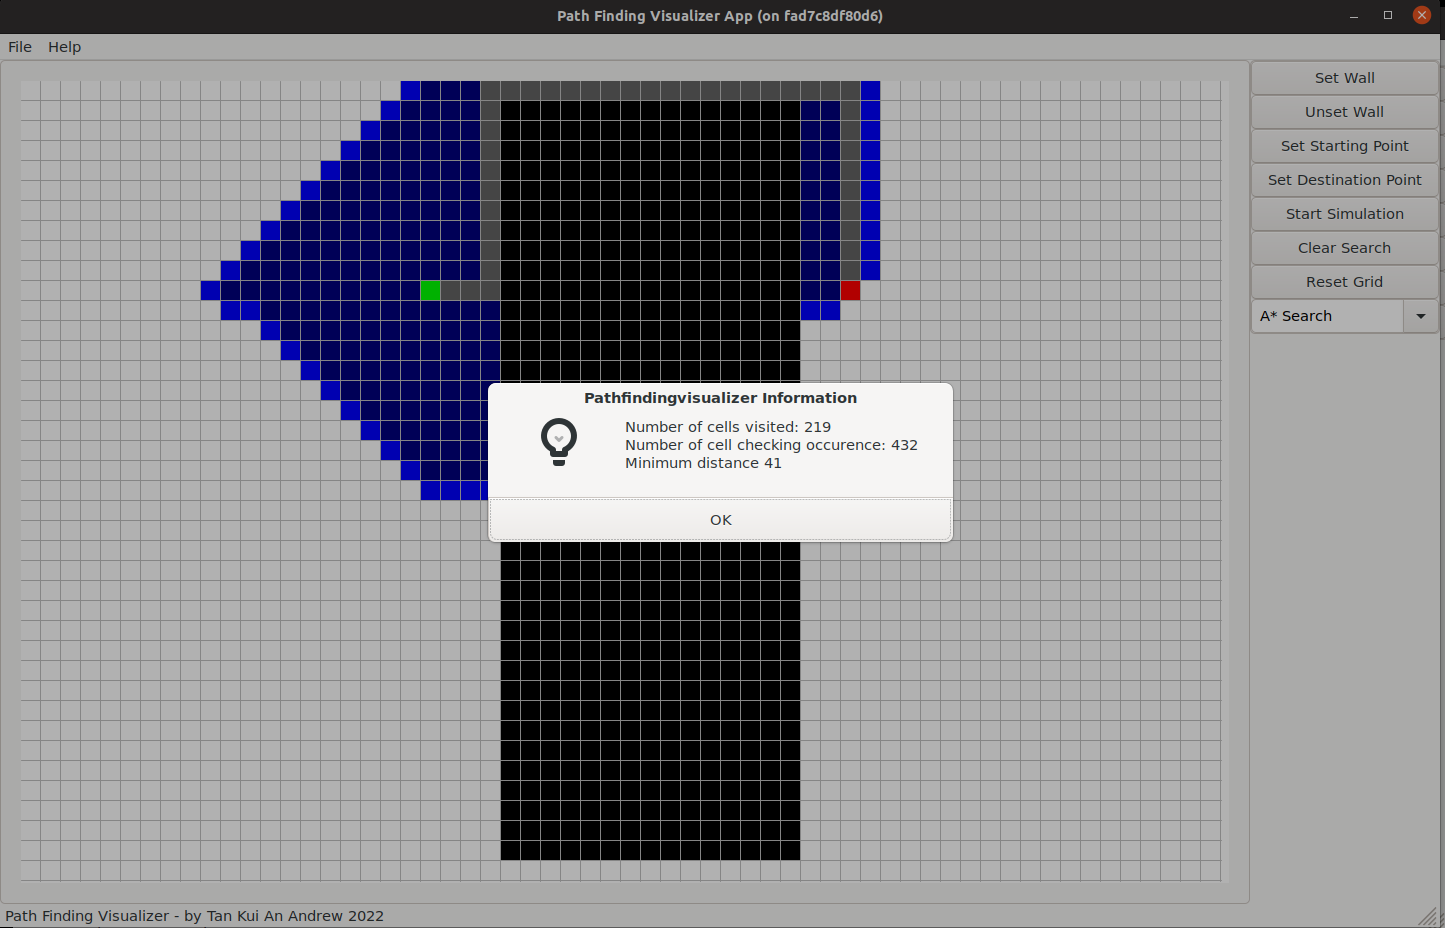 Path Finding Visualizer App (on fad7c8df80d6)
File Help
Set Wall
Unset Wall
Set Starting Point
Set Destination Point
Start Simulation
Clear Search
Reset Grid
A* Search
Pathfindingvisualizer Information
Number of cells visited: 219
Number of cell checking occurence: 432
Minimum distance 41
OK
Path Finding Visualizer - by Tan Kui An Andrew 2022